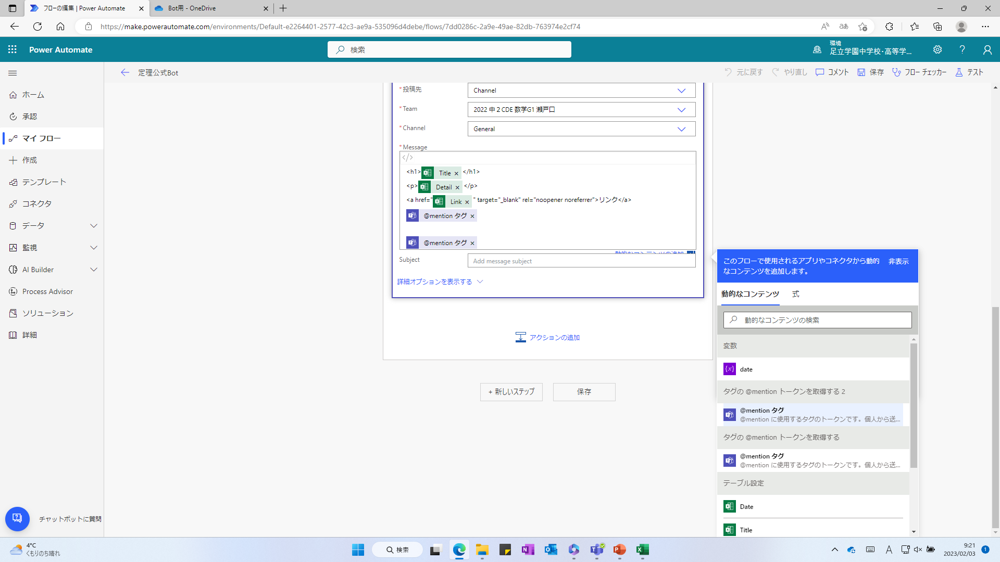 フローの編集 | Power Automate
Bot用 - OneDrive
https://make.powerautomate.com/environments/Default-e2264401-2577-42c3-ae9a-535096d4debe/flows/7dd0286c-2a9e-49ae-82db-763974e2cf74
Power Automate
検索
環境
足立学園中学校・高等学...
定理公式Bot
元に戻す
やり直し
コメント
保存
フロー チェッカー
テスト
ホーム
承認
マイ フロー
作成
テンプレート
コネクタ
データ
監視
AI Builder
Process Advisor
ソリューション
詳細
チャットボットに質問
*投稿先
Channel
*Team
2022 中２CDE 数学G1 瀬戸口
*Channel
General
*Message
</>
<h1> Title × </h1>
<p> Detail × </p>
<a href=" Link × " target="_blank" rel="noopener noreferrer">リンク</a>
@mention タグ ×
@mention タグ ×
動的なコンテンツの追加
Subject
Add message subject
詳細オプションを表示する
アクションの追加
+ 新しいステップ
保存
このフローで使用されるアプリやコネクタから動的なコンテンツを追加します。
非表示
動的なコンテンツ
式
動的なコンテンツの検索
変数
{x} date
タグの @mention トークンを取得する 2
@mention タグ
@mention に使用するタグのトークンです。個人から送...
タグの @mention トークンを取得する
@mention タグ
@mention に使用するタグのトークンです。個人から送...
テーブル設定
Date
Title
4°C
くもりのち晴れ
検索
A
9:21
2023/02/03
1